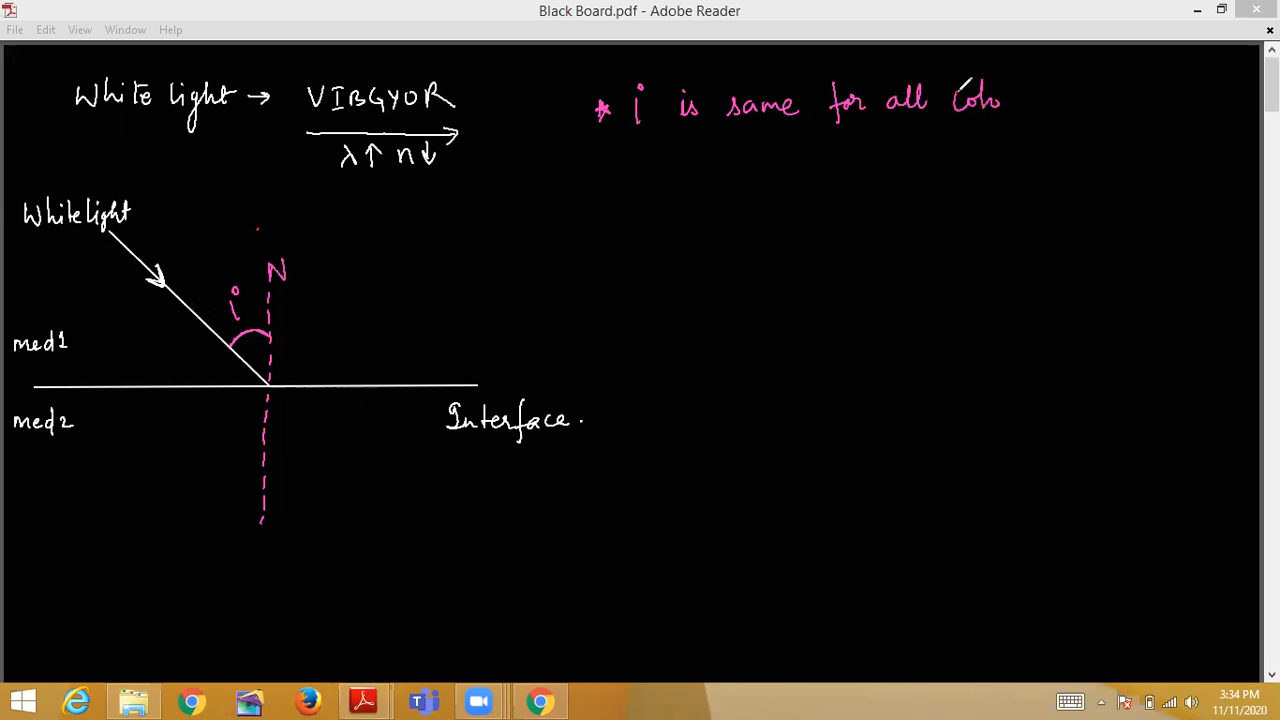 Black Board.pdf - Adobe Reader
File Edit View Window Help
White light → VIBGYOR
λ↑ n↓
* i is same for all Colo
White light
N
i
med1
med2
Interface.
3:34 PM
11/11/2020